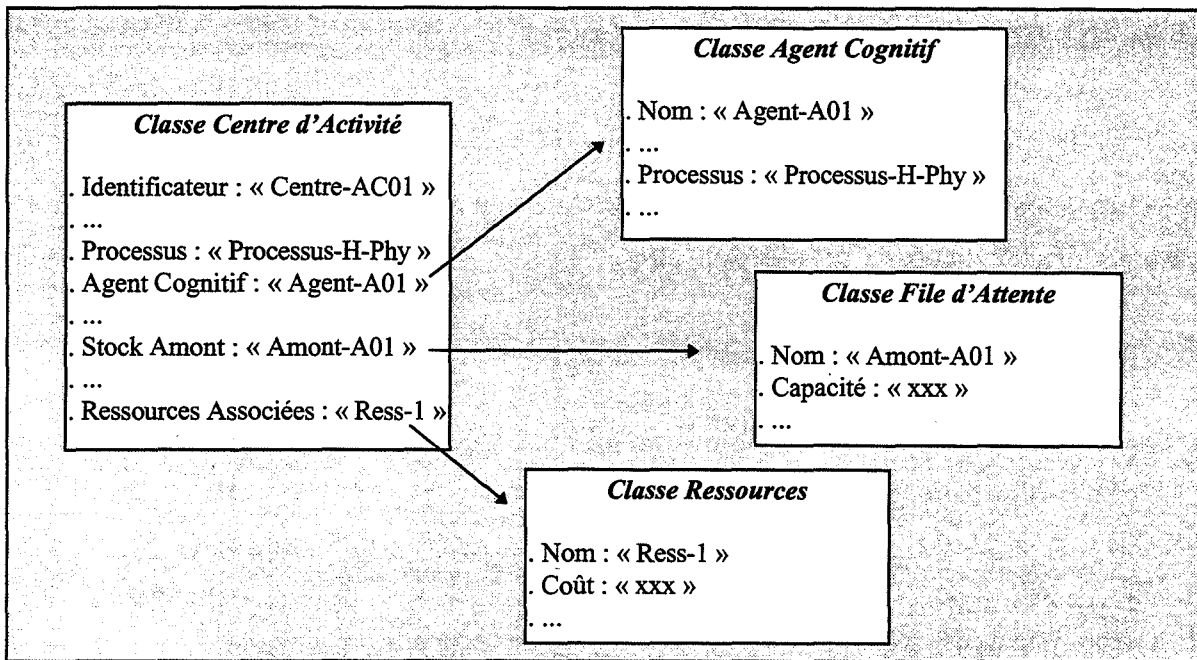 Classe Centre d'Activité
. Identificateur : « Centre-AC01 »
. ...
. Processus : « Processus-H-Phy »
. Agent Cognitif : « Agent-A01 »
. ...
. Stock Amont : « Amont-A01 »
. ...
. Ressources Associées : « Ress-1 »
Classe Agent Cognitif
. Nom : « Agent-A01 »
. ...
. Processus : « Processus-H-Phy »
. ...
Classe File d'Attente
. Nom : « Amont-A01 »
. Capacité : « xxx »
. ...
Classe Ressources
. Nom : « Ress-1 »
. Coût : « xxx »
. ...